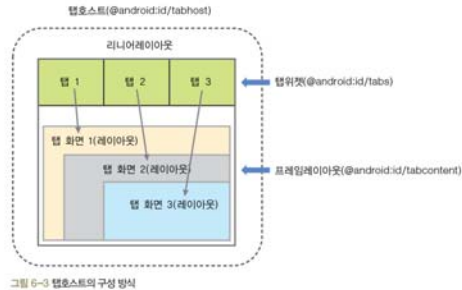 탭호스트(@android:id/tabhost)
리니어레이아웃
탭 1 탭 2 탭 3
탭위젯(@android:id/tabs)
탭 화면 1(레이아웃)
탭 화면 2(레이아웃)
프레임레이아웃(@android:id/tabcontent)
탭 화면 3(레이아웃)
그림 6-3 탭호스트의 구성 방식